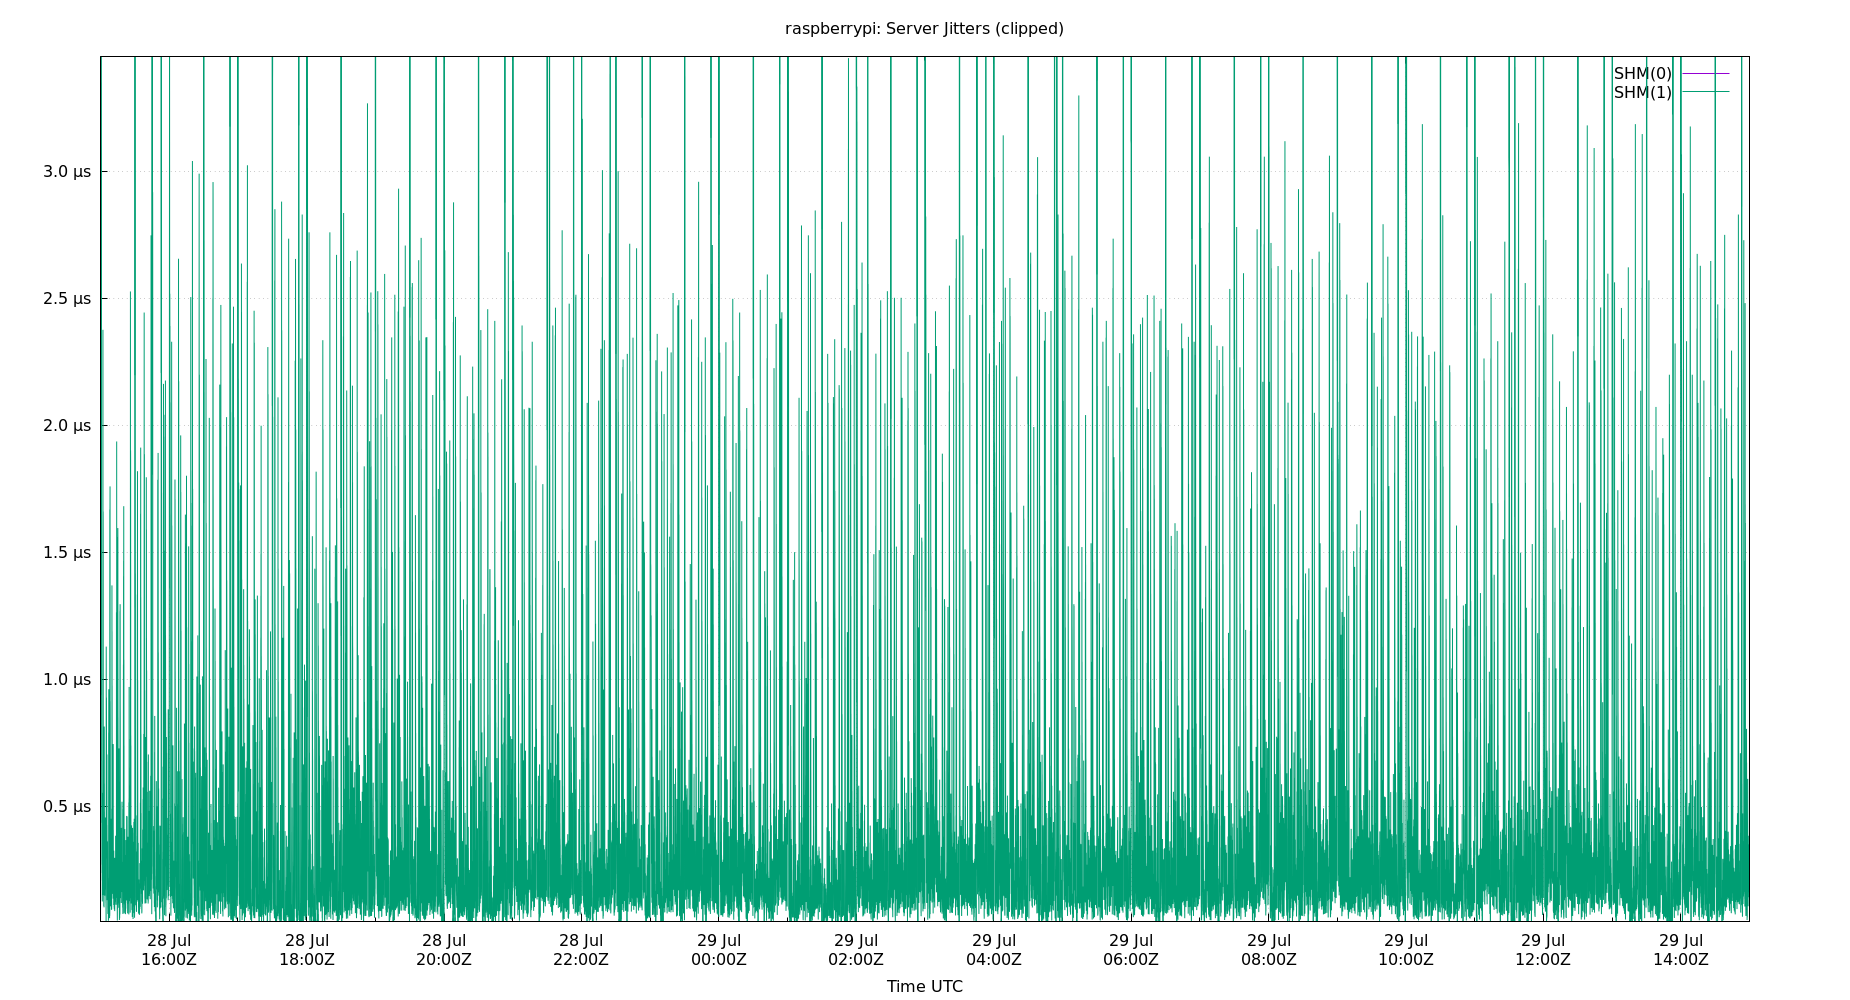 raspberrypi: Server Jitters (clipped)
SHM(0)
SHM(1)
3.0 µs
2.5 µs
2.0 µs
1.5 µs
1.0 µs
0.5 µs
28 Jul 28 Jul 28 Jul 28 Jul 29 Jul 29 Jul 29 Jul 29 Jul 29 Jul 29 Jul 29 Jul 29 Jul
16:00Z 18:00Z 20:00Z 22:00Z 00:00Z 02:00Z 04:00Z 06:00Z 08:00Z 10:00Z 12:00Z 14:00Z
Time UTC